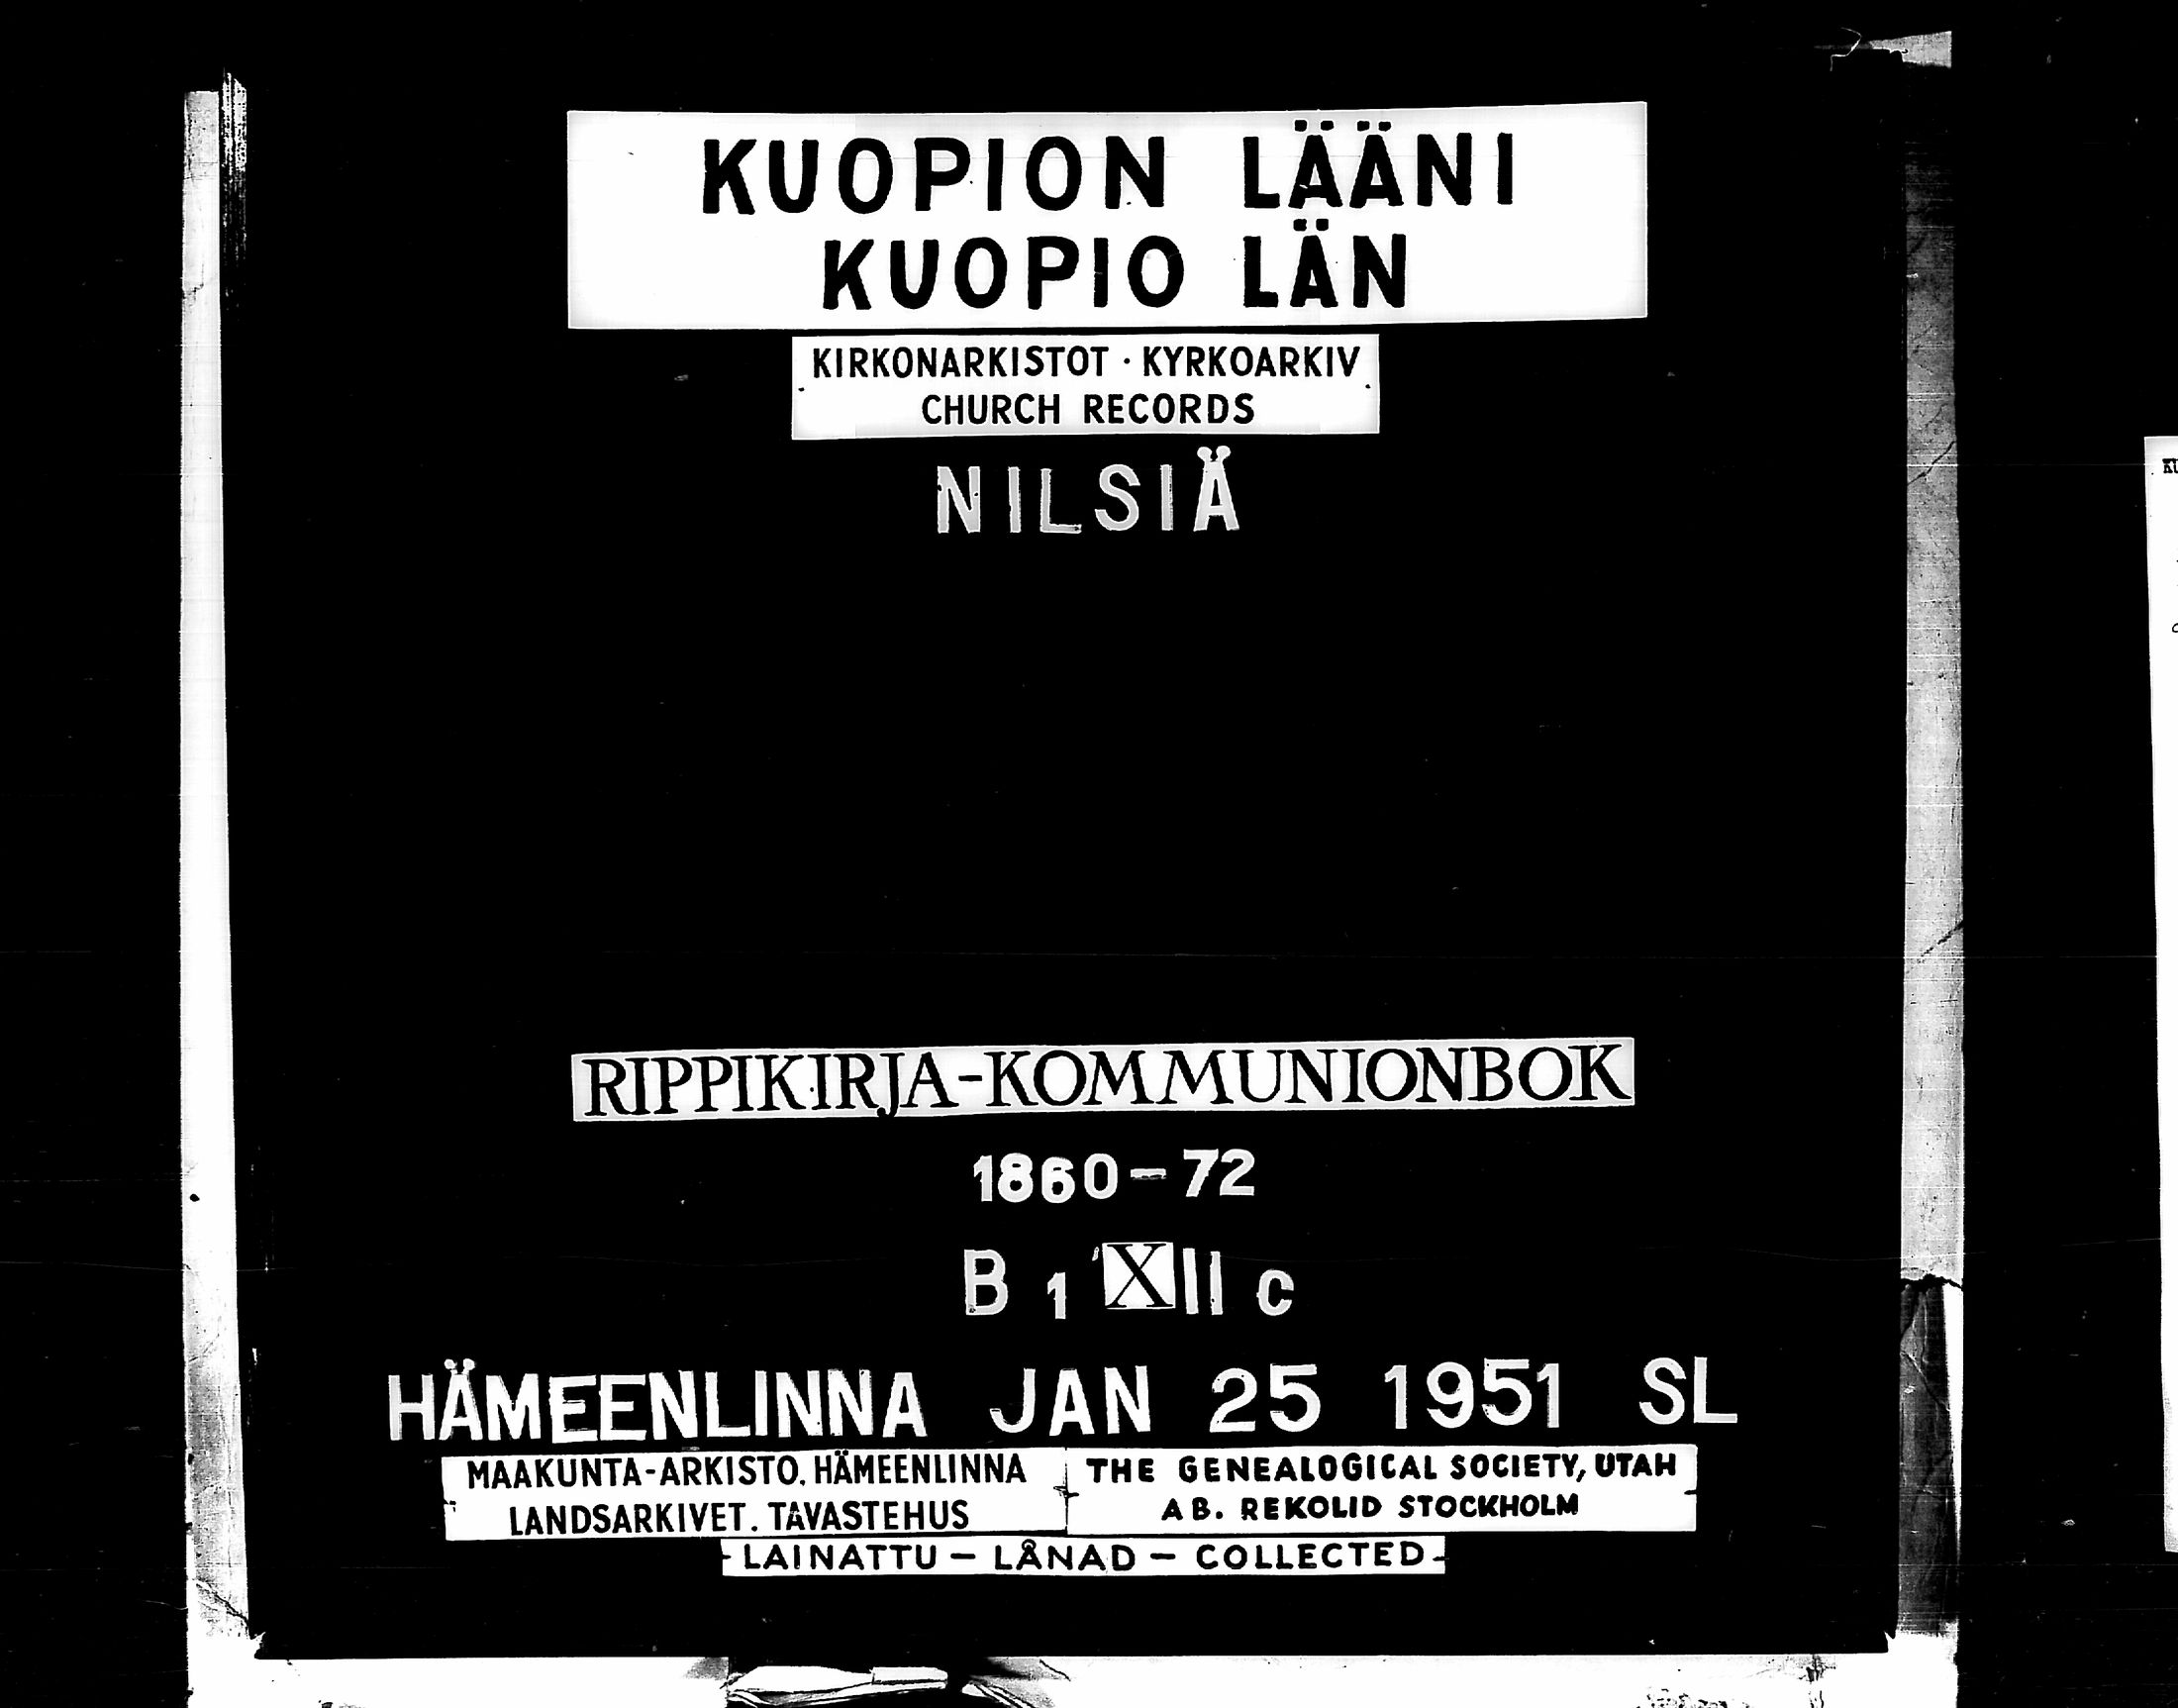 KUOPION LÄÄNI
KUOPIO LÄN
KIRKONARKISTOT · KYRKOARKIV
CHURCH RECORDS
NILSIÄ
RIPPIKIRJA-KOMMUNIONBOK
1860-72
B 1 XII c
HÄMEENLINNA JAN 25 1951 SL
MAAKUNTA-ARKISTO. HÄMEENLINNA
LANDSARKIVET. TAVASTEHUS
THE GENEALOGICAL SOCIETY, UTAH
AB. REKOLID STOCKHOLM
LAINATTU - LÅNAD - COLLECTED